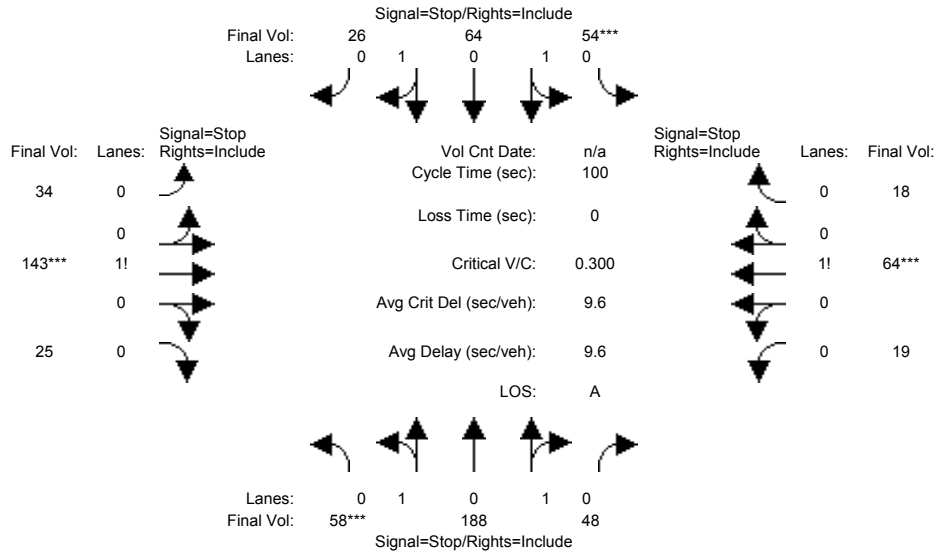 Signal=Stop/Rights=Include
Final Vol: 26 64 54***
Lanes: 0 1 0 1 0
Signal=Stop
Final Vol: Lanes: Rights=Include
Vol Cnt Date: n/a
Signal=Stop
Rights=Include Lanes: Final Vol:
Cycle Time (sec): 100
34 0
0 18
Loss Time (sec): 0
0
0
143*** 1!
Critical V/C: 0.300
1! 64***
0
Avg Crit Del (sec/veh): 9.6
0
25 0
Avg Delay (sec/veh): 9.6
0 19
LOS: A
Lanes: 0 1 0 1 0
Final Vol: 58*** 188 48
Signal=Stop/Rights=Include